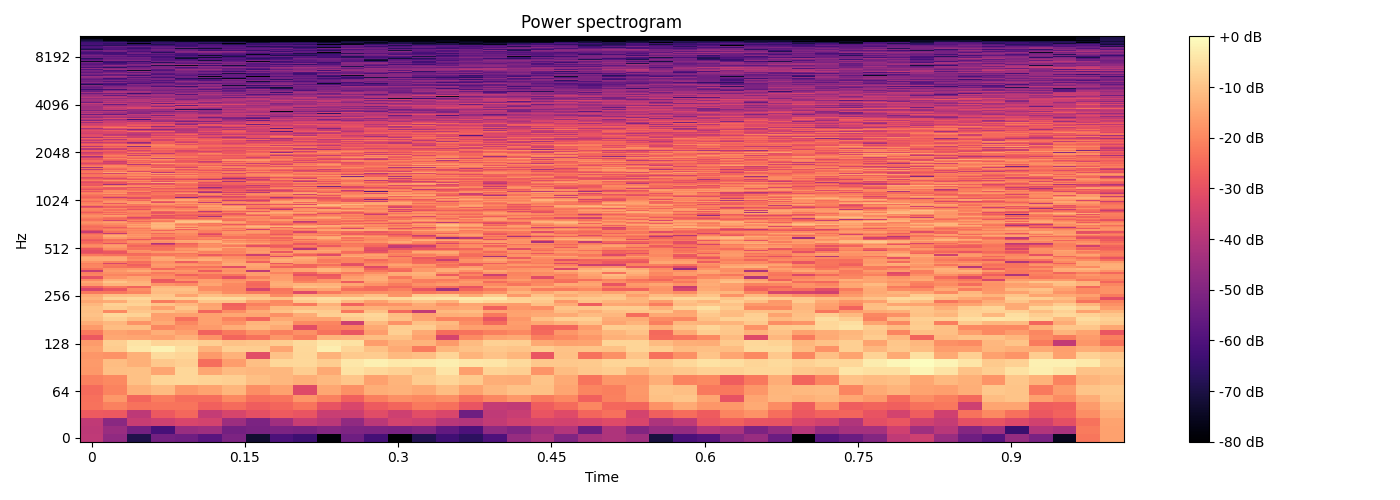 Power spectrogram
Hz
8192
4096
2048
1024
512
256
128
64
0
0 0.15 0.3 0.45 0.6 0.75 0.9
Time
+0 dB
-10 dB
-20 dB
-30 dB
-40 dB
-50 dB
-60 dB
-70 dB
-80 dB